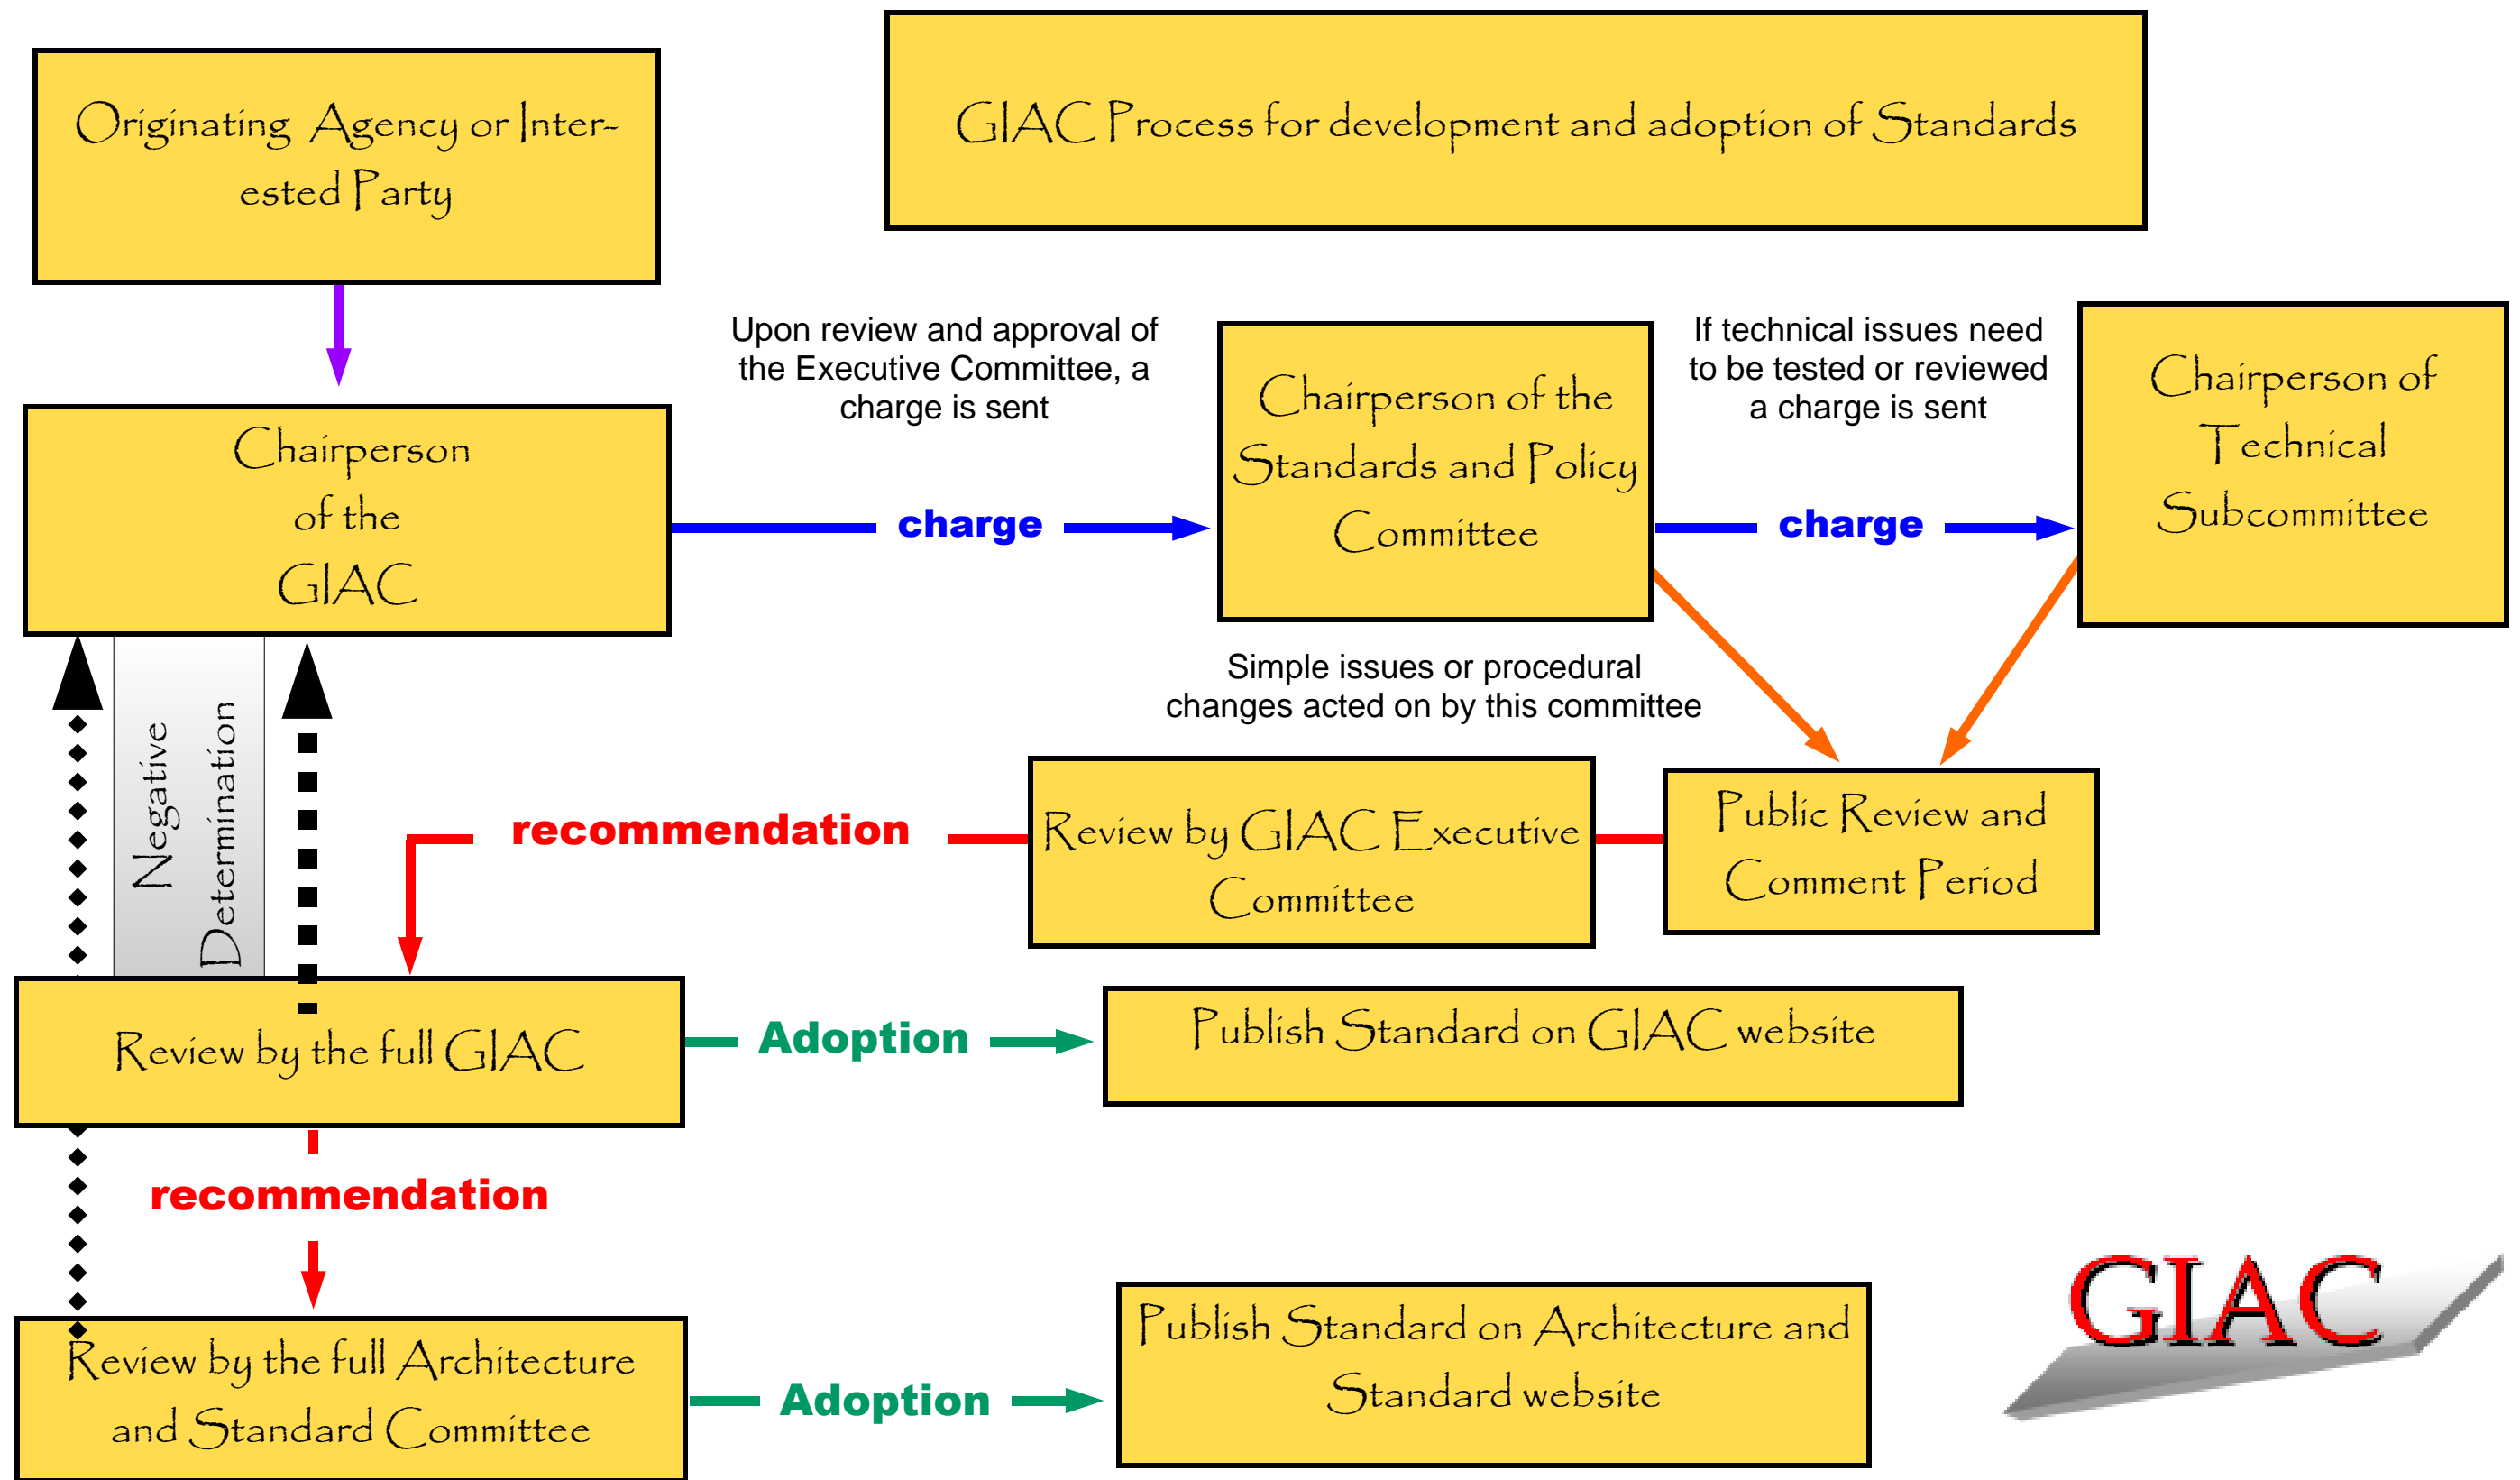 Originating Agency or Inter-
ested Party
GIAC Process for development and adoption of Standards
Upon review and approval of
the Executive Committee, a
charge is sent
If technical issues need
to be tested or reviewed
a charge is sent
Chairperson
of the
GIAC
charge
Chairperson of the
Standards and Policy
Committee
charge
Chairperson of
Technical
Subcommittee
Simple issues or procedural
changes acted on by this committee
Negative
Determination
recommendation
Review by GIAC Executive
Committee
Public Review and
Comment Period
Review by the full GIAC
Adoption
Publish Standard on GIAC website
recommendation
Review by the full Architecture
and Standard Committee
Adoption
Publish Standard on Architecture and
Standard website
GIAC